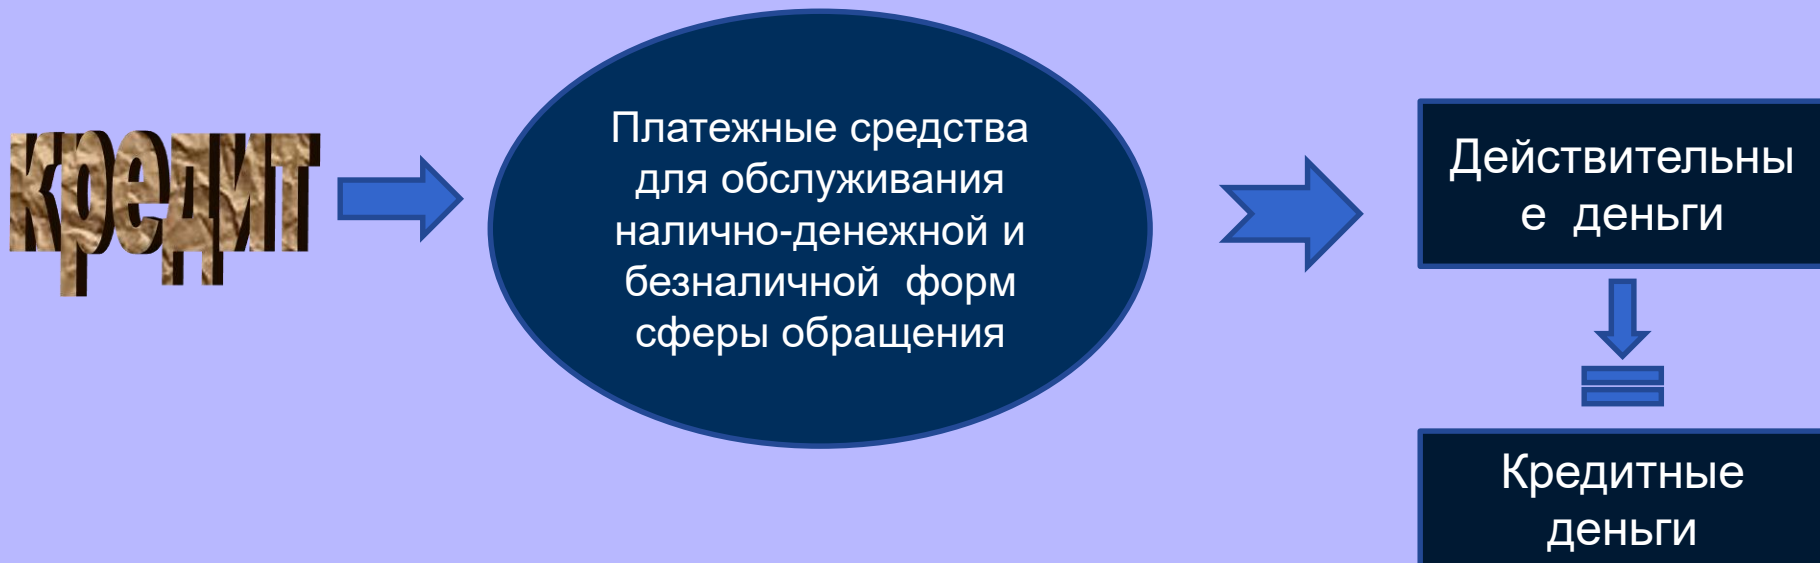 кредит
Платежные средства
для обслуживания
налично-денежной и
безналичной  форм
сферы обращения
Действительны
е  деньги
Кредитные
деньги